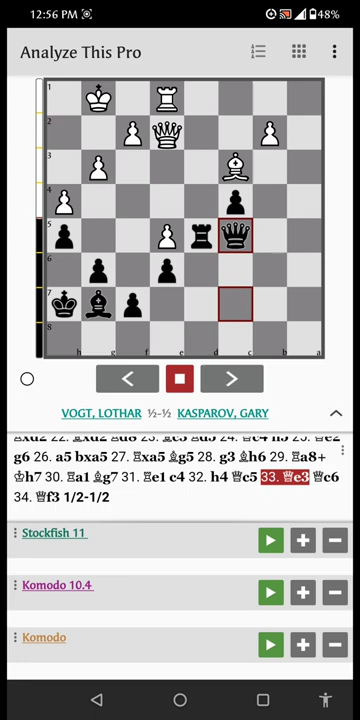 12:56 PM 48%
Analyze This Pro
1
2
3
4
5
6
7
8
h g f e d c b a
VOGT, LOTHAR ½-½ KASPAROV, GARY
g6 26. a5 bxa5 27. ♖xa5 ♗g5 28. g3 ♗h6 29. ♖a8+
♔h7 30. ♖a1 ♗g7 31. ♖e1 c4 32. h4 ♕c5 33. ♕e3 ♕c6
34. ♕f3 1/2-1/2
Stockfish 11
Komodo 10.4
Komodo